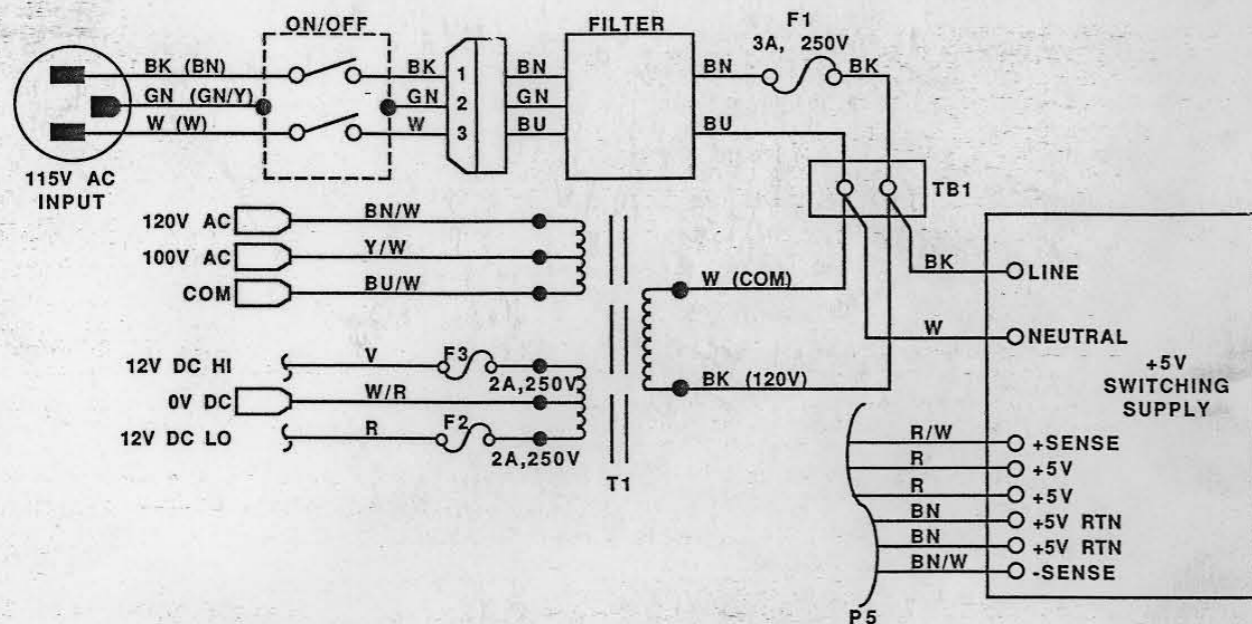 ON/OFF
FILTER
F1
3A, 250V
BK (BN)
BK
1
BN
BN
BK
GN (GN/Y)
GN
2
GN
W (W)
W
3
BU
BU
115V AC
INPUT
TB1
120V AC
BN/W
100V AC
Y/W
COM
BU/W
W (COM)
BK
LINE
W
NEUTRAL
12V DC HI
V
F3
2A,250V
BK (120V)
0V DC
W/R
12V DC LO
R
F2
2A,250V
T1
+5V
SWITCHING
SUPPLY
R/W
+SENSE
R
+5V
R
+5V
BN
+5V RTN
BN
+5V RTN
BN/W
-SENSE
P5